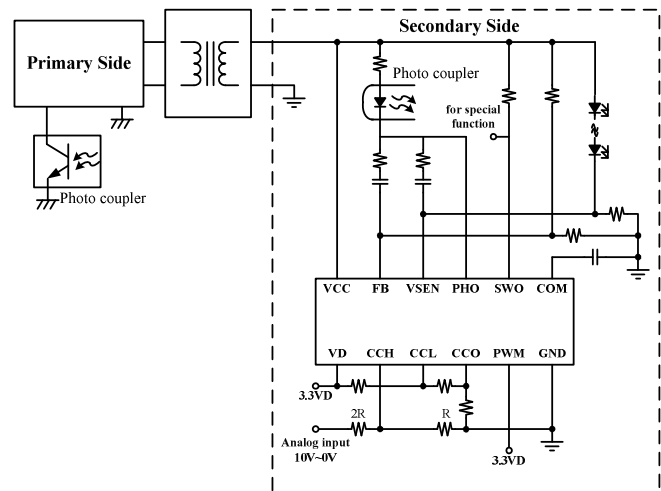 Secondary Side
Primary Side
Photo coupler
for special
function
Photo coupler
VCC FB VSEN PHO SWO COM
VD CCH CCL CCO PWM GND
3.3VD
2R R
Analog input
10V~0V
3.3VD